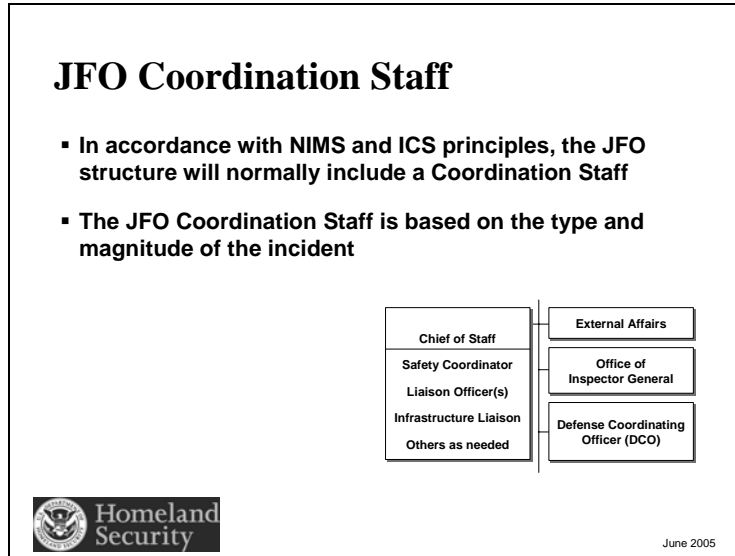 JFO Coordination Staff
▪ In accordance with NIMS and ICS principles, the JFO
structure will normally include a Coordination Staff
▪ The JFO Coordination Staff is based on the type and
magnitude of the incident
Chief of Staff
Safety Coordinator
Liaison Officer(s)
Infrastructure Liaison
Others as needed
External Affairs
Office of
Inspector General
Defense Coordinating
Officer (DCO)
Homeland
Security
June 2005